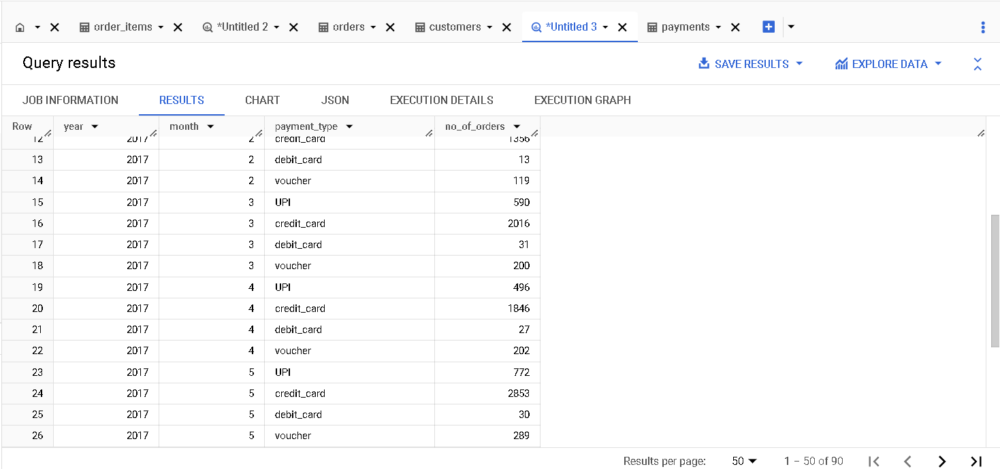 order_items *Untitled 2 orders customers *Untitled 3 payments
Query results SAVE RESULTS EXPLORE DATA
JOB INFORMATION RESULTS CHART JSON EXECUTION DETAILS EXECUTION GRAPH
Row year month payment_type no_of_orders
12 2017 2 credit_card 1356
13 2017 2 debit_card 13
14 2017 2 voucher 119
15 2017 3 UPI 590
16 2017 3 credit_card 2016
17 2017 3 debit_card 31
18 2017 3 voucher 200
19 2017 4 UPI 496
20 2017 4 credit_card 1846
21 2017 4 debit_card 27
22 2017 4 voucher 202
23 2017 5 UPI 772
24 2017 5 credit_card 2853
25 2017 5 debit_card 30
26 2017 5 voucher 289
Results per page: 50 1 – 50 of 90